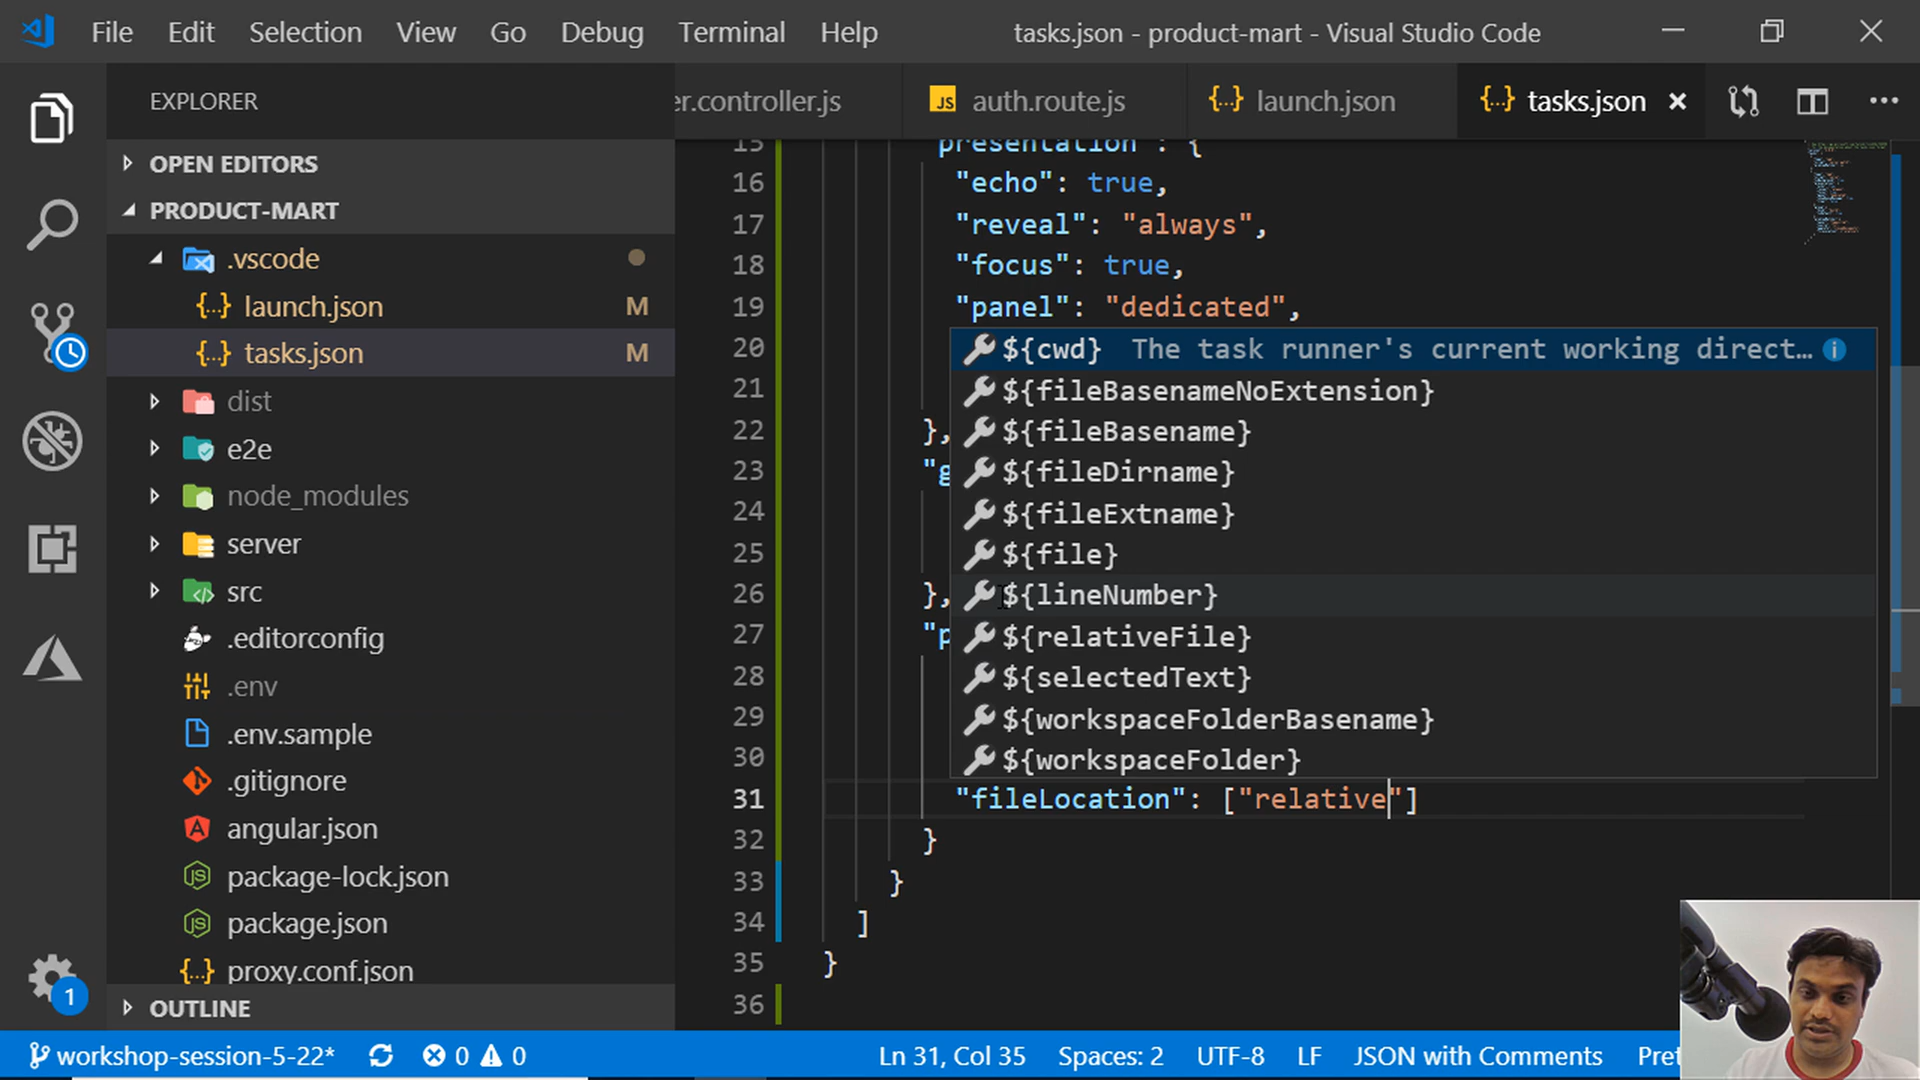 File Edit Selection View Go Debug Terminal Help tasks.json - product-mart - Visual Studio Code
EXPLORER
er.controller.js
JS auth.route.js
{..} launch.json
{..} tasks.json
OPEN EDITORS
PRODUCT-MART
.vscode
{..} launch.json M
{..} tasks.json M
dist
e2e
node_modules
server
src
.editorconfig
.env
.env.sample
.gitignore
angular.json
package-lock.json
package.json
{..} proxy.conf.json
OUTLINE
1
15 presentation": {
16 "echo": true,
17 "reveal": "always",
18 "focus": true,
19 "panel": "dedicated",
20
21
22 },
23 "g
24
25
26 },
27 "p
28
29
30
31 "fileLocation": ["relative"]
32 }
33 }
34 ]
35 }
36
${cwd} The task runner's current working direct...
${fileBasenameNoExtension}
${fileBasename}
${fileDirname}
${fileExtname}
${file}
${lineNumber}
${relativeFile}
${selectedText}
${workspaceFolderBasename}
${workspaceFolder}
workshop-session-5-22* 0 0 Ln 31, Col 35 Spaces: 2 UTF-8 LF JSON with Comments Pret